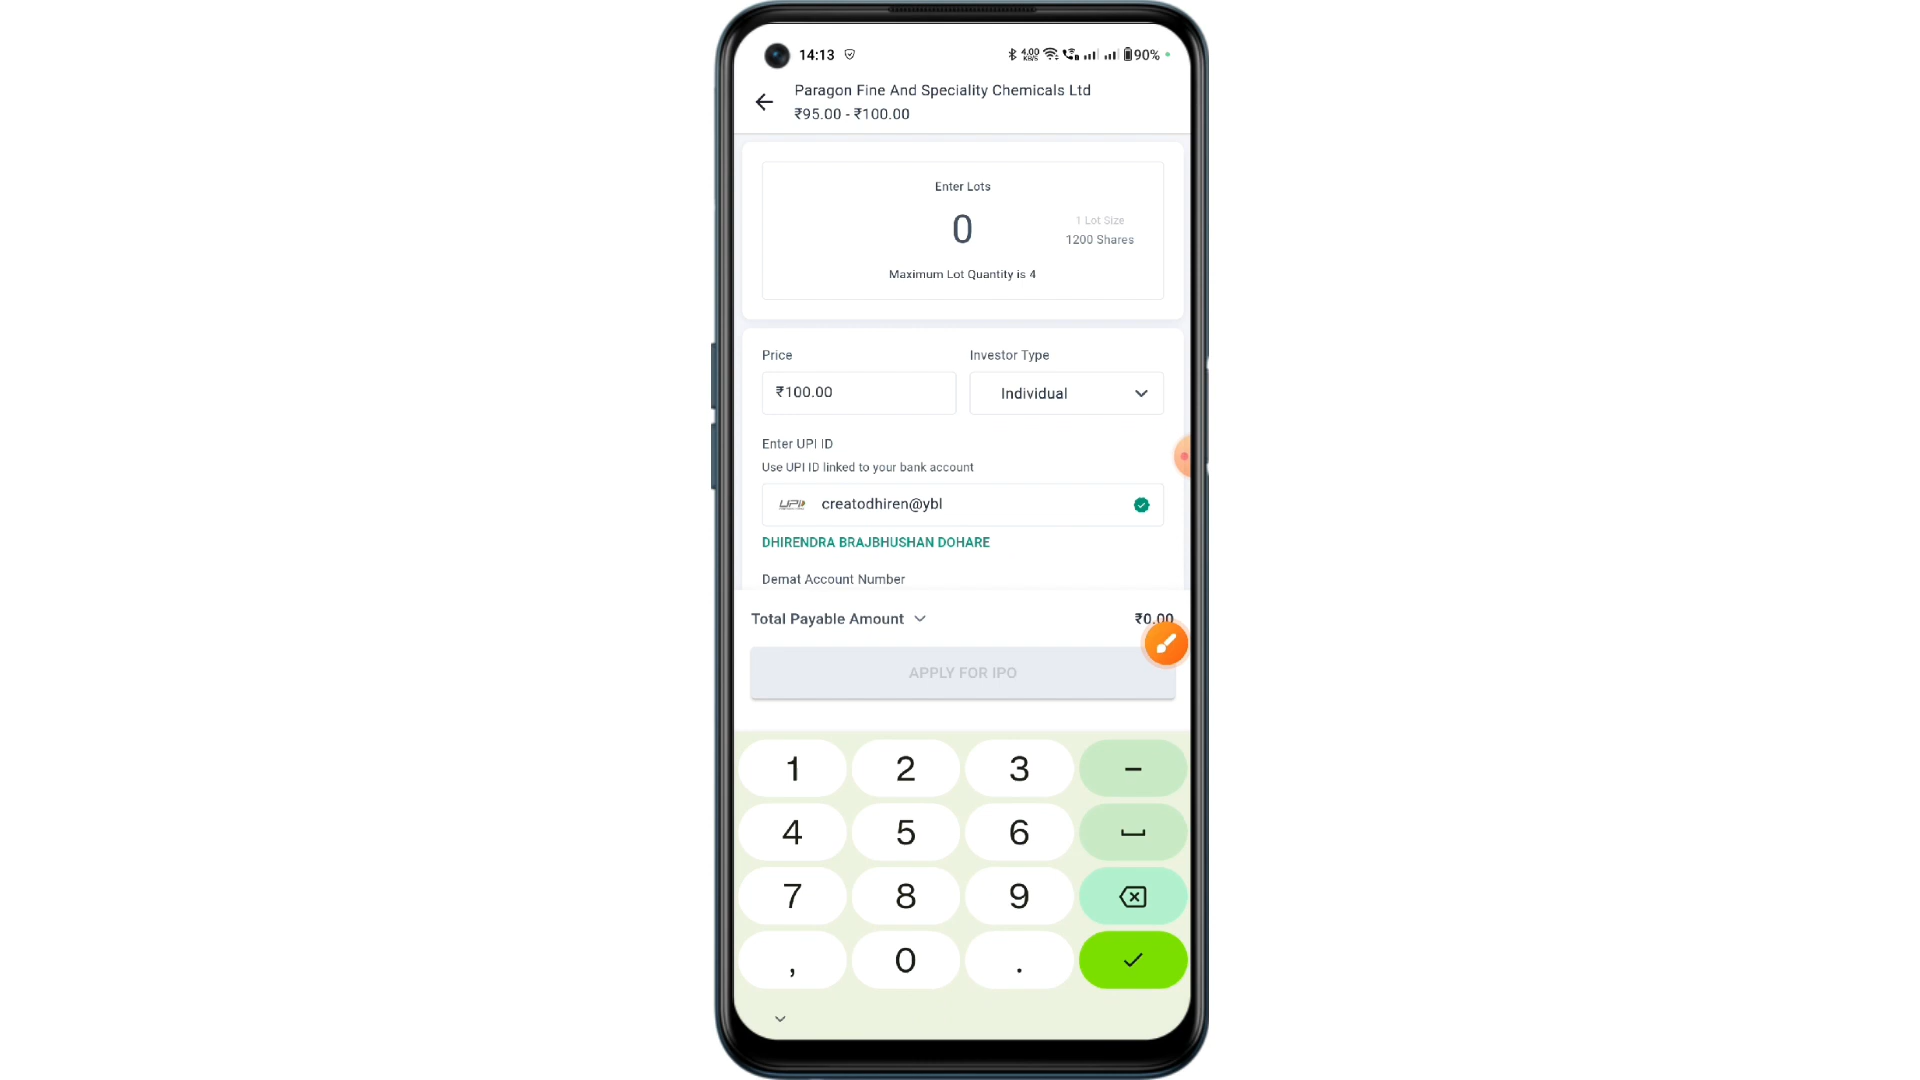 14:13 4.00 KB/S 90%
Paragon Fine And Speciality Chemicals Ltd
₹95.00 - ₹100.00
Enter Lots
0
1 Lot Size
1200 Shares
Maximum Lot Quantity is 4
Price
Investor Type
₹100.00
Individual
Enter UPI ID
Use UPI ID linked to your bank account
UPI creatodhiren@ybl
DHIRENDRA BRAJBHUSHAN DOHARE
Demat Account Number
Total Payable Amount ₹0.00
APPLY FOR IPO
1 2 3 –
4 5 6
7 8 9
, 0 .